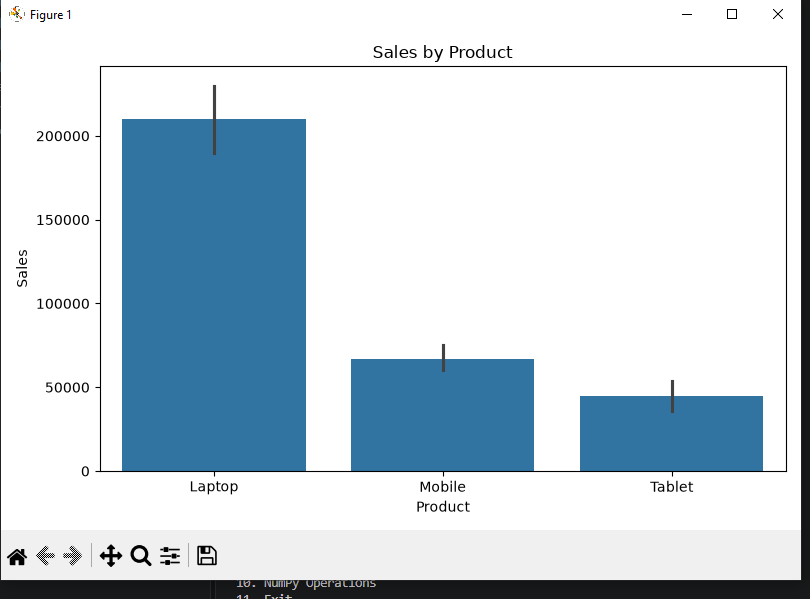 Figure 1
Sales by Product
200000
150000
100000
50000
0
Sales
Laptop Mobile Tablet
Product
10. NumPy Operations
11. Exit